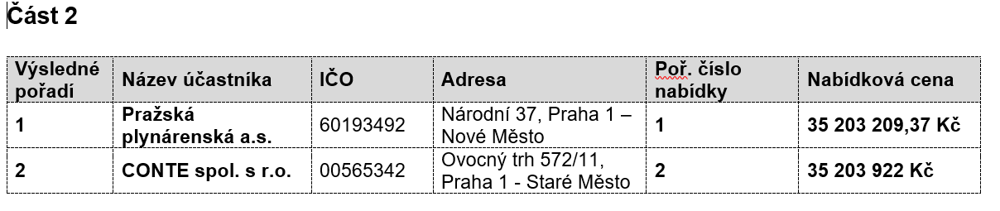 Část 2
Výsledné pořadí Název účastníka IČO Adresa Poř. číslo nabídky Nabídková cena
1 Pražská plynárenská a.s. 60193492 Národní 37, Praha 1 – Nové Město 1 35 203 209,37 Kč
2 CONTE spol. s r.o. 00565342 Ovocný trh 572/11, Praha 1 - Staré Město 2 35 203 922 Kč